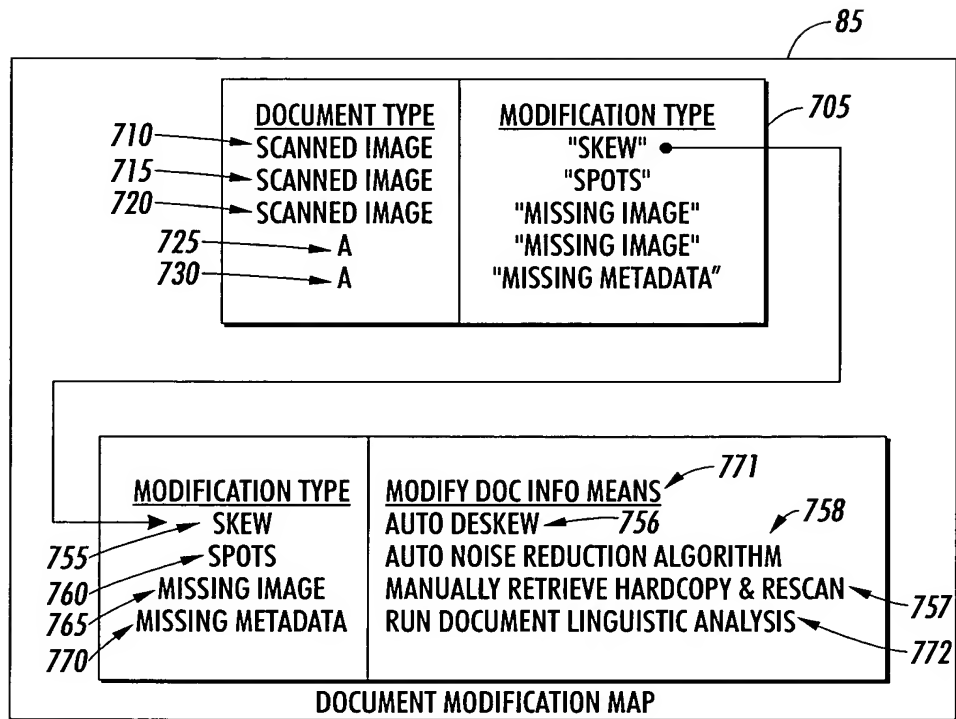 85
DOCUMENT TYPE MODIFICATION TYPE 705
710 SCANNED IMAGE "SKEW"
715 SCANNED IMAGE "SPOTS"
720 SCANNED IMAGE "MISSING IMAGE"
725 A "MISSING IMAGE"
730 A "MISSING METADATA"
771
MODIFICATION TYPE MODIFY DOC INFO MEANS
755 SKEW AUTO DESKEW 756 758
760 SPOTS AUTO NOISE REDUCTION ALGORITHM
765 MISSING IMAGE MANUALLY RETRIEVE HARDCOPY & RESCAN 757
770 MISSING METADATA RUN DOCUMENT LINGUISTIC ANALYSIS 772
DOCUMENT MODIFICATION MAP